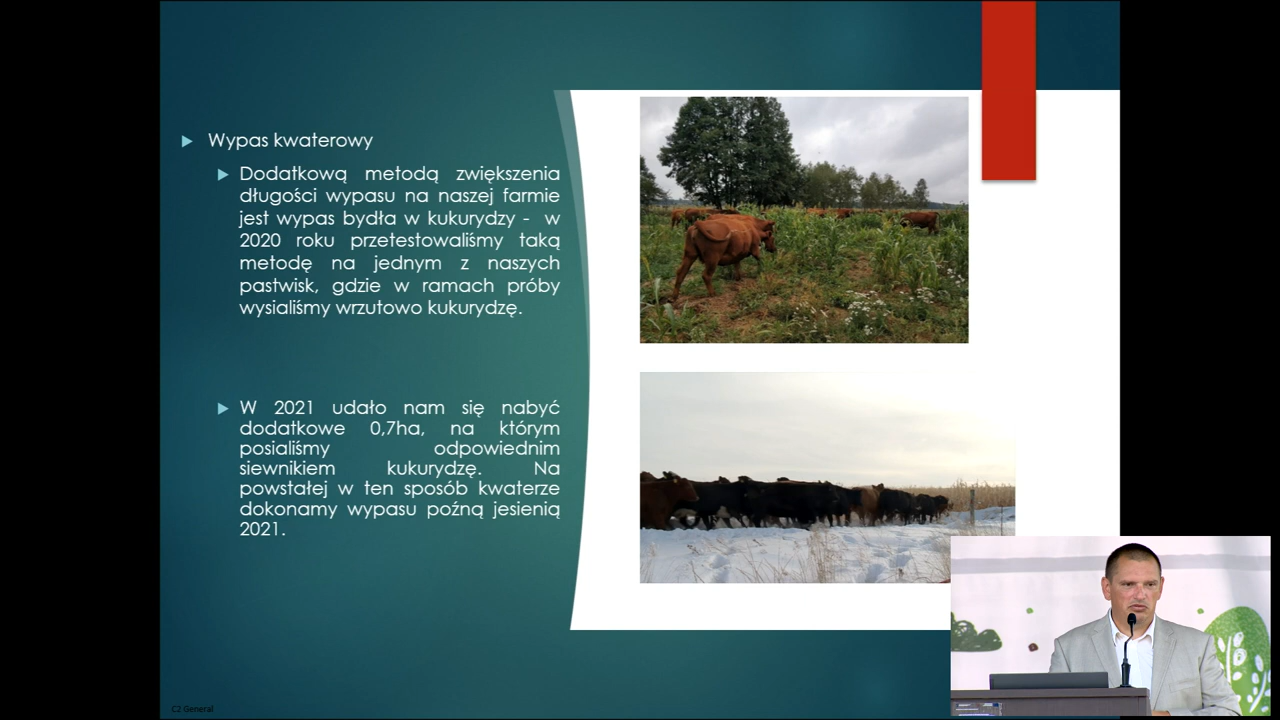 Wypas kwaterowy
Dodatkową metodą zwiększenia
długości wypasu na naszej farmie
jest wypas bydła w kukurydzy - w
2020 roku przetestowaliśmy taką
metodę na jednym z naszych
pastwisk, gdzie w ramach próby
wysialiśmy wrzutowo kukurydzę.
W 2021 udało nam się nabyć
dodatkowe 0,7ha, na którym
posialiśmy odpowiednim
siewnikiem kukurydzę. Na
powstałej w ten sposób kwaterze
dokonamy wypasu poźną jesienią
2021.
C2 General